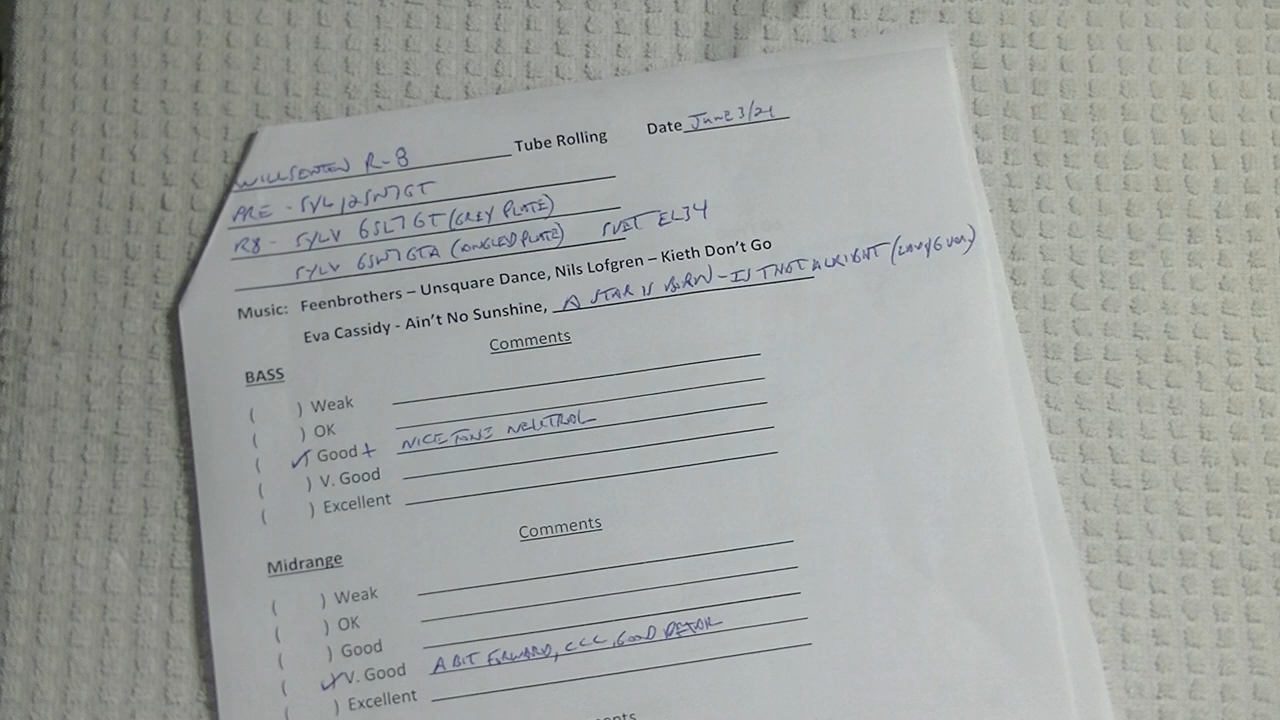 WILLSENTON R-8 Tube Rolling Date June 3/21
PRE - SYL 12SN7GT
R8 - SYLV 6SL7GT (GREY PLATE)
SYLV 6SN7GTA (ANGLED PLATE) SVET EL34
Music: Feenbrothers – Unsquare Dance, Nils Lofgren – Kieth Don't Go
Eva Cassidy - Ain't No Sunshine, A STAR IS BORN - IS THAT ALRIGHT (LADY GAGA)
Comments
BASS
( ) Weak
( ) OK
( ✓) Good + NICE TONE NEUTRAL
( ) V. Good
( ) Excellent
Comments
Midrange
( ) Weak
( ) OK
( ) Good
( ✓) V. Good A BIT FORWARD, CCC, GOOD DETAIL
( ) Excellent